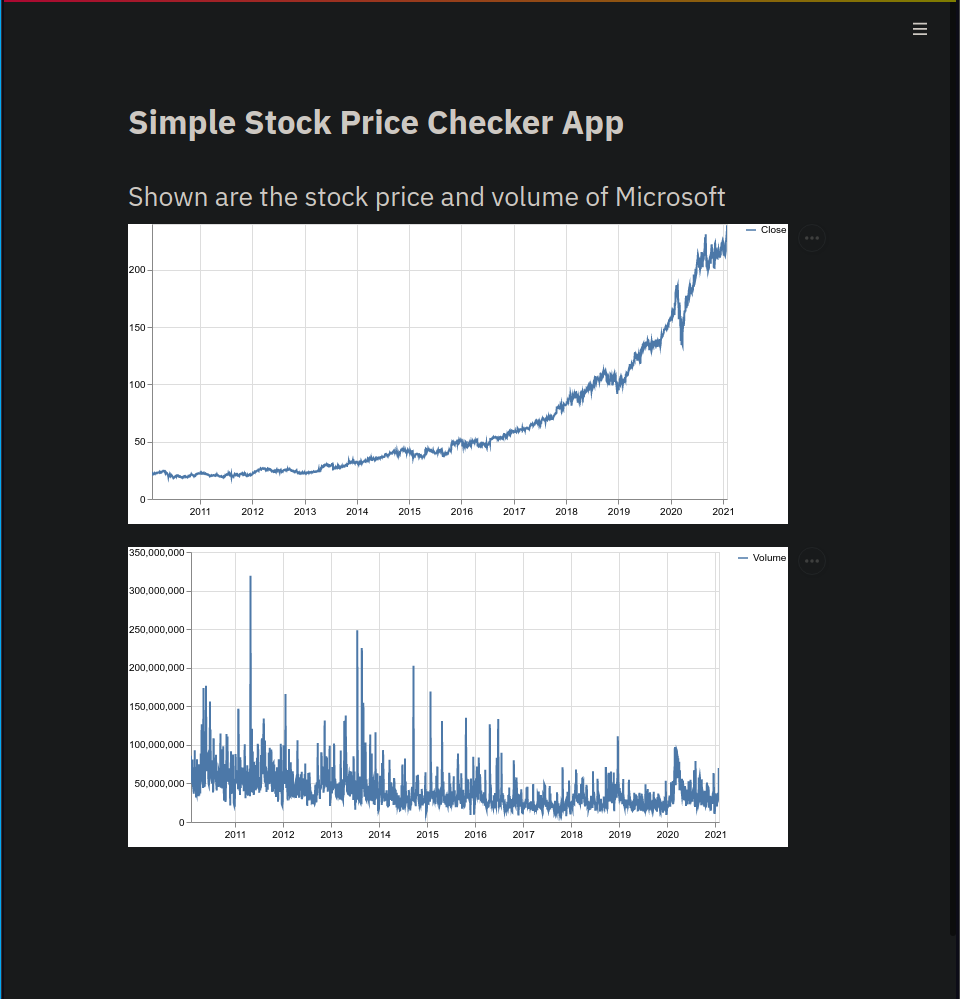 Simple Stock Price Checker App
Shown are the stock price and volume of Microsoft
Close
200
150
100
50
0
2011 2012 2013 2014 2015 2016 2017 2018 2019 2020 2021
Volume
350,000,000
300,000,000
250,000,000
200,000,000
150,000,000
100,000,000
50,000,000
0
2011 2012 2013 2014 2015 2016 2017 2018 2019 2020 2021